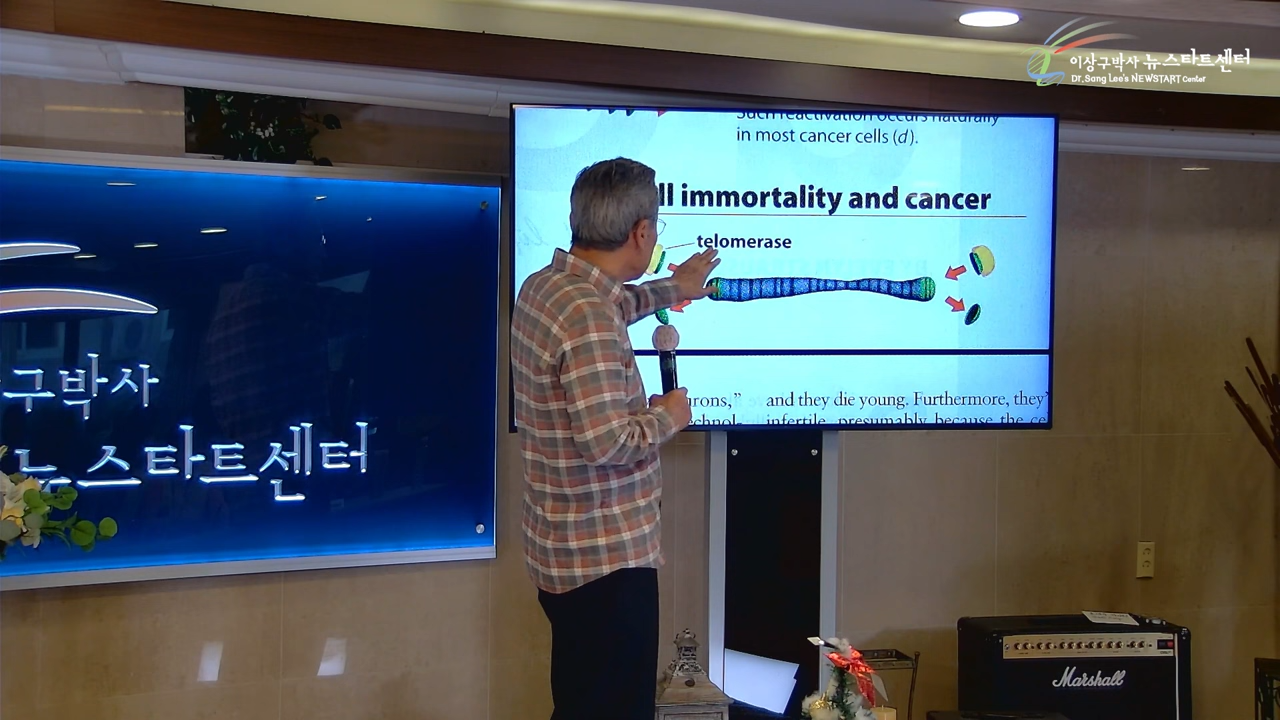 이상구박사 뉴스타트센터
Dr. Sang Lee's NEWSTART Center
Such reactivation occurs naturally
in most cancer cells (d).
immortality and cancer
telomerase
and they die young. Furthermore, they'
infertile, presumably because the ce
구박사
뉴스타트센터
Marshall